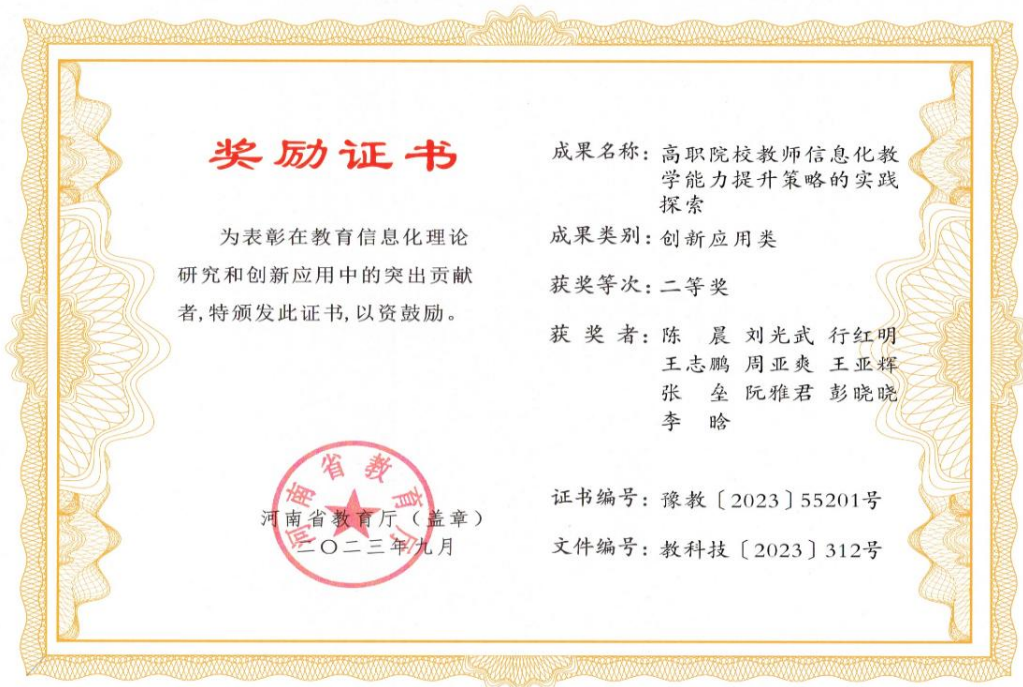 奖励证书
为表彰在教育信息化理论
研究和创新应用中的突出贡献
者,特颁发此证书,以资鼓励。
河南省教育厅
河南省教育厅（盖章）
二〇二三年九月
成果名称：高职院校教师信息化教
学能力提升策略的实践
探索
成果类别：创新应用类
获奖等次：二等奖
获 奖 者：陈　晨 刘光武 行红明
王志鹏 周亚爽 王亚辉
张　垒 阮雅君 彭晓晓
李　晗
证书编号：豫教〔2023〕55201号
文件编号：教科技〔2023〕312号